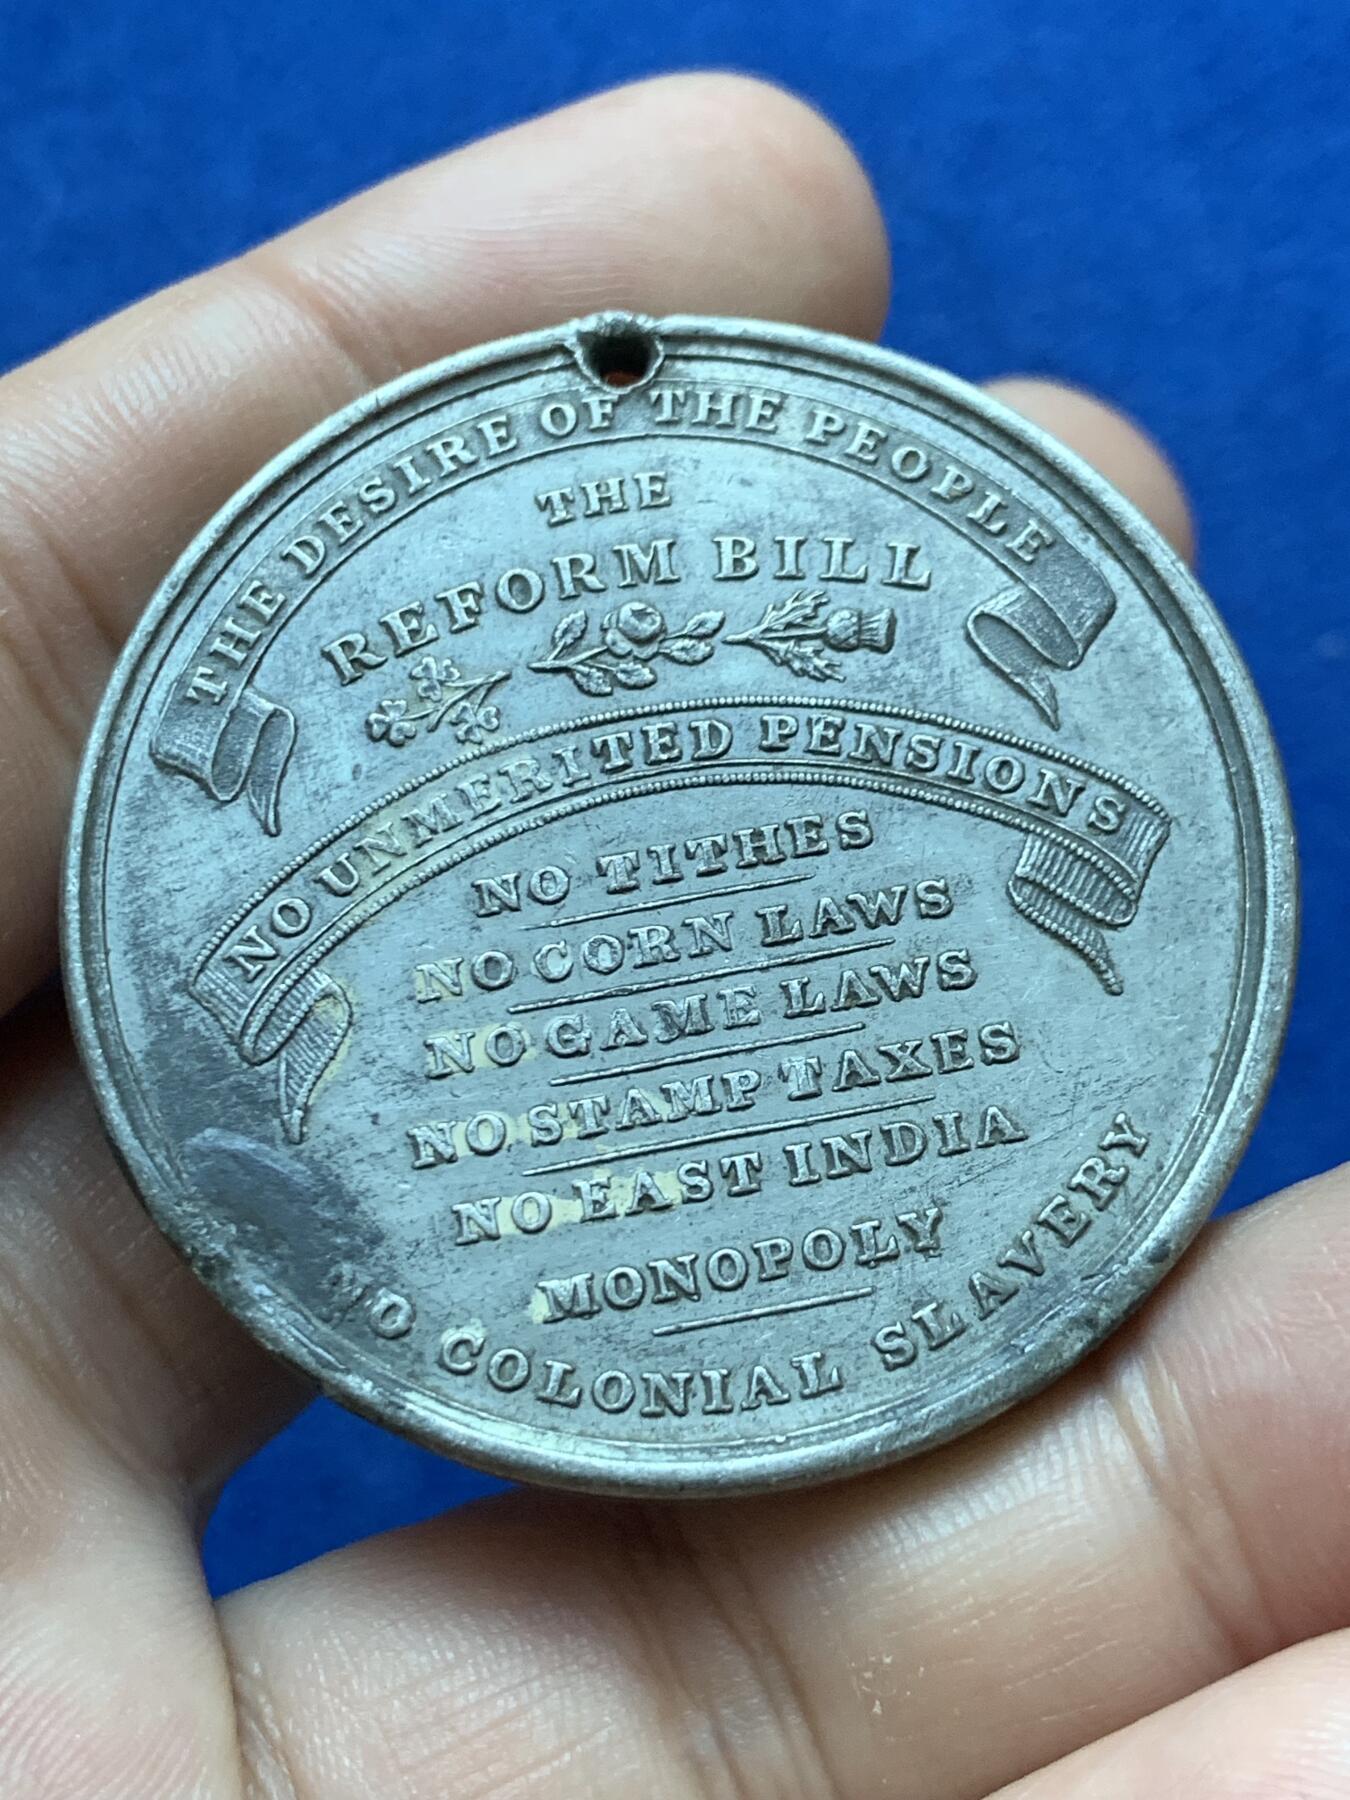 THE DESIRE OF THE PEOPLE
THE
REFORM BILL
NO UNMERITED PENSIONS
NO TITHES
NO CORN LAWS
NO GAME LAWS
NO STAMP TAXES
NO EAST INDIA
MONOPOLY
NO COLONIAL SLAVERY